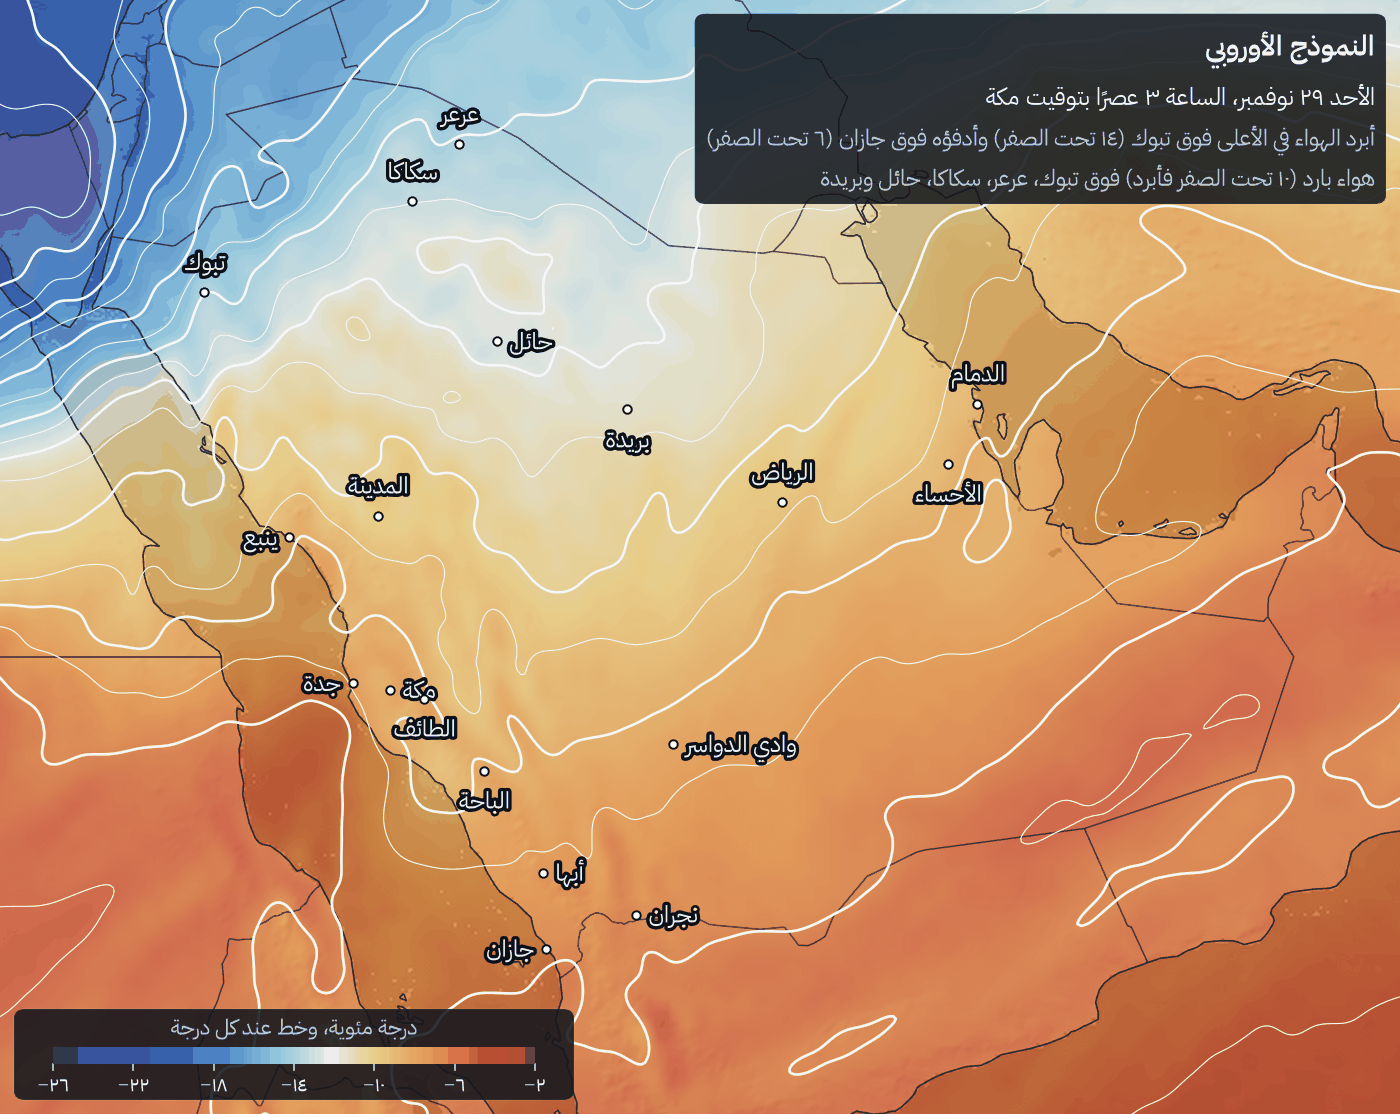 النموذج الأوروبي
الأحد ٢٩ نوفمبر، الساعة ٣ عصرًا بتوقيت مكة
أبرد الهواء في الأعلى فوق تبوك (١٤ تحت الصفر) وأدفؤه فوق جازان (٦ تحت الصفر)
هواء بارد (١٠ تحت الصفر فأبرد) فوق تبوك، عرعر، سكاكا، حائل وبريدة
عرعر
سكاكا
تبوك
حائل
الدمام
بريدة
الرياض
المدينة
الأحساء
ينبع
جدة
مكة
الطائف
وادي الدواسر
الباحة
أبها
نجران
جازان
درجة مئوية، وخط عند كل درجة
−٢٦ −٢٢ −١٨ −١٤ −١٠ −٦ −٢